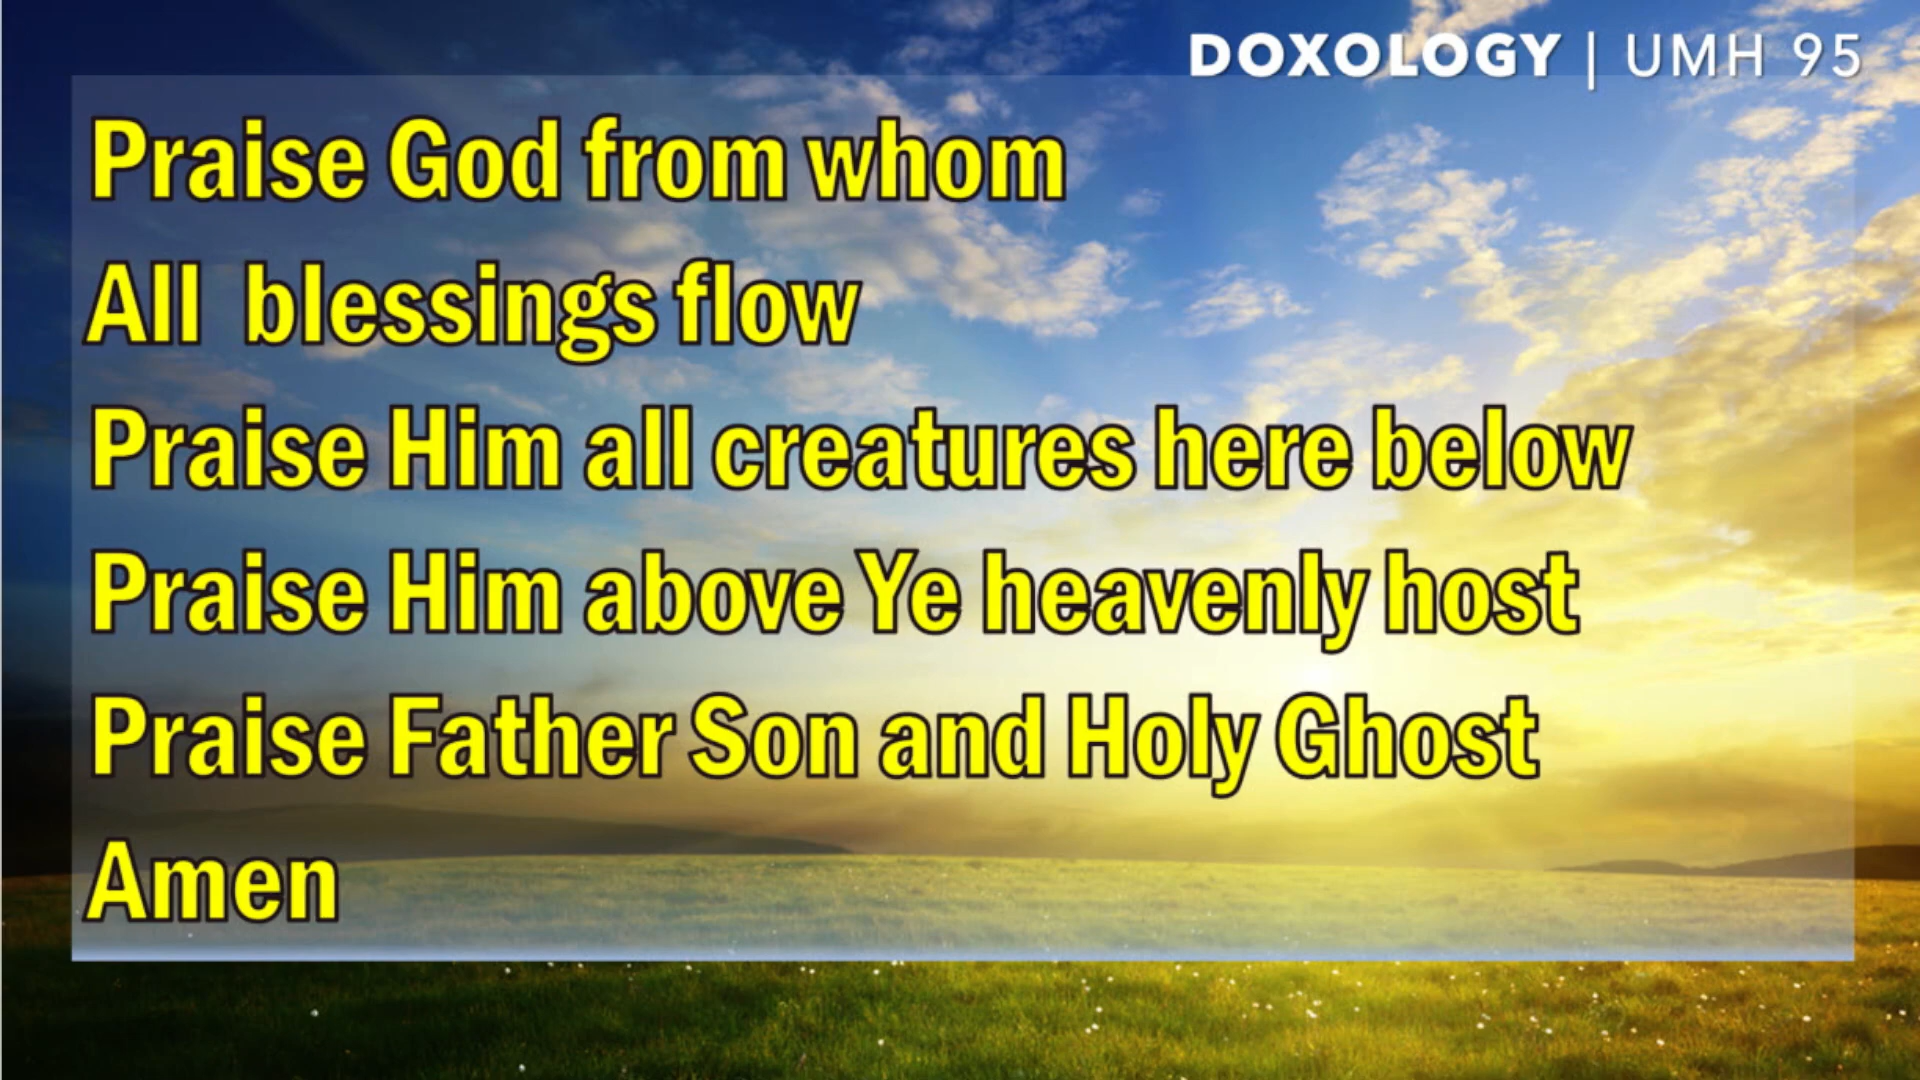 DOXOLOGY | UMH 95
Praise God from whom
All blessings flow
Praise Him all creatures here below
Praise Him above Ye heavenly host
Praise Father Son and Holy Ghost
Amen